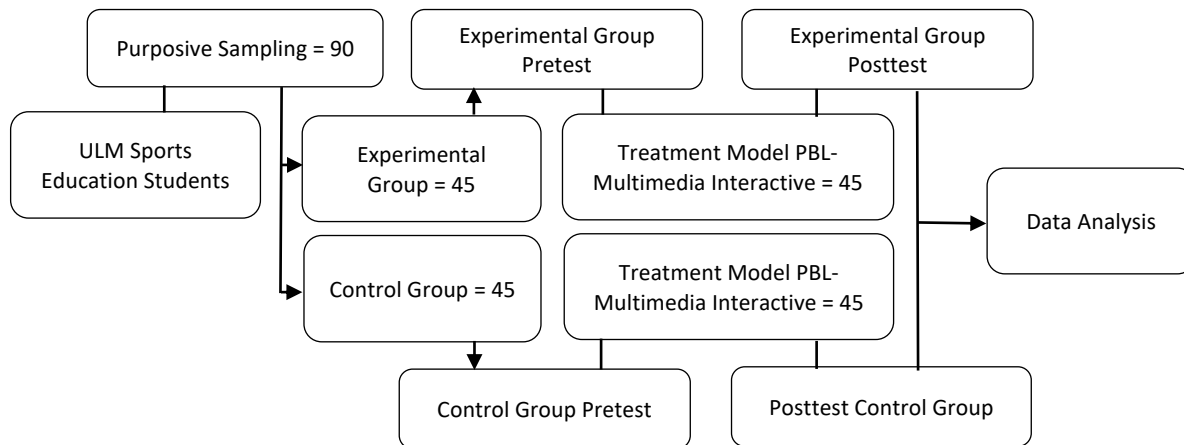 Purposive Sampling = 90
Experimental Group
Pretest
Experimental Group
Posttest
ULM Sports
Education Students
Experimental
Group = 45
Treatment Model PBL-
Multimedia Interactive = 45
Data Analysis
Control Group = 45
Treatment Model PBL-
Multimedia Interactive = 45
Control Group Pretest
Posttest Control Group